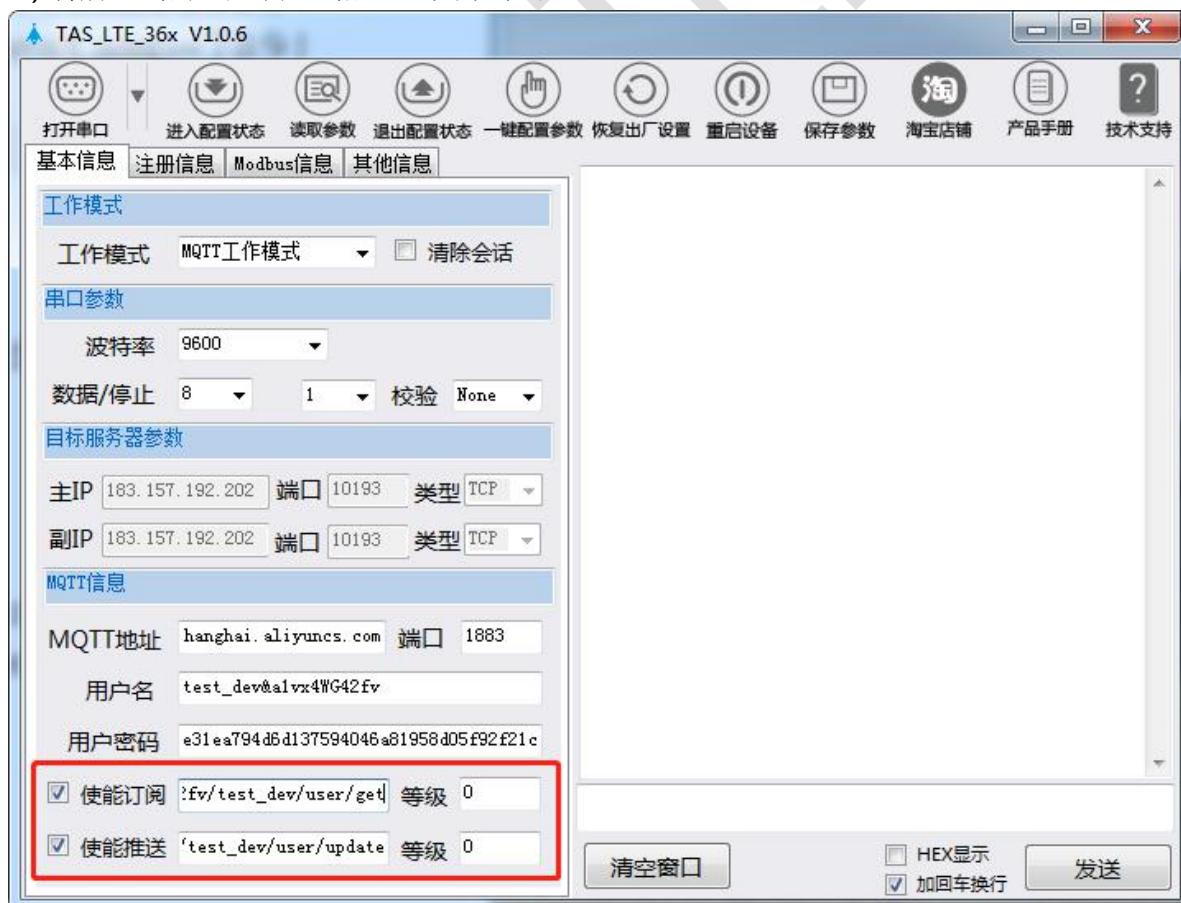 TAS_LTE_36x V1.0.6
打开串口 进入配置状态 读取参数 退出配置状态 一键配置参数 恢复出厂设置 重启设备 保存参数 淘宝店铺 产品手册 技术支持
淘
?
基本信息 注册信息 Modbus信息 其他信息
工作模式
工作模式 MQTT工作模式 清除会话
串口参数
波特率 9600
数据/停止 8 1 校验 None
目标服务器参数
主IP 183.157.192.202 端口 10193 类型 TCP
副IP 183.157.192.202 端口 10193 类型 TCP
MQTT信息
MQTT地址 hanghai.aliyuncs.com 端口 1883
用户名 test_dev&a1vx4WG42fv
用户密码 e31ea794d6d137594046a81958d05f92f21c
使能订阅 fv/test_dev/user/get 等级 0
使能推送 test_dev/user/update 等级 0
清空窗口 HEX显示 发送
加回车换行